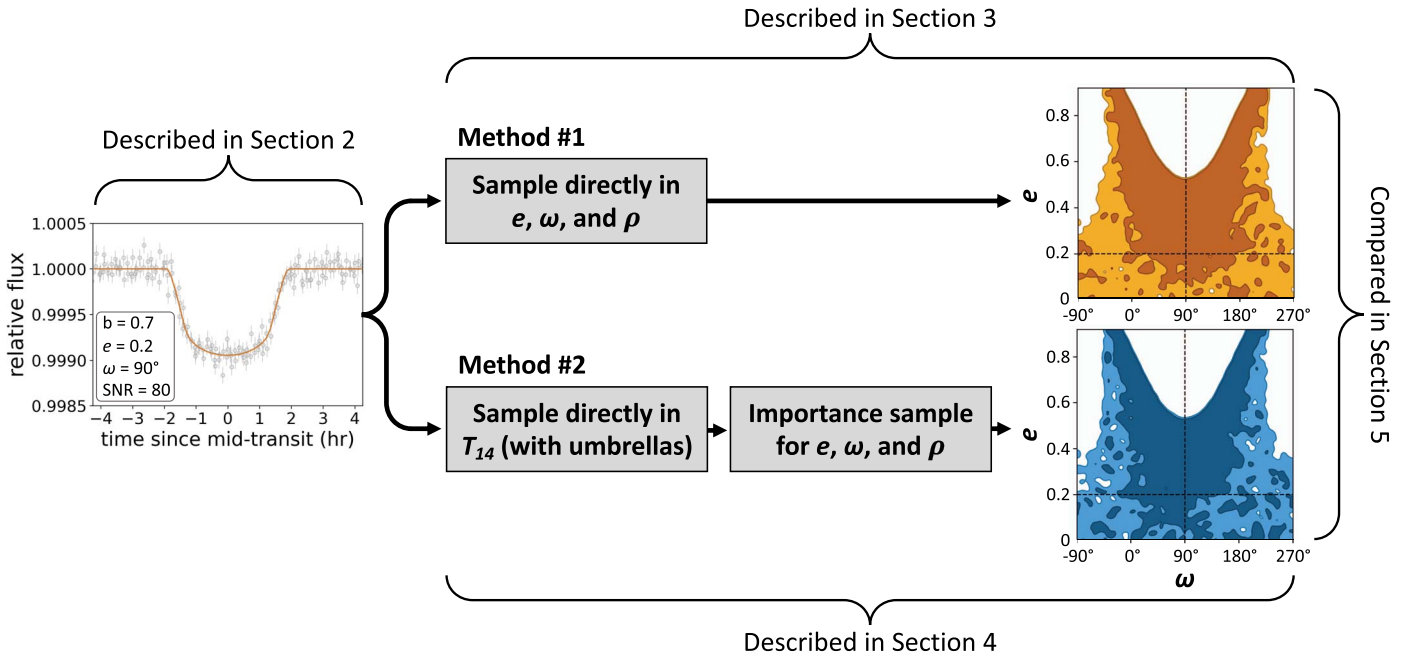 Described in Section 3
Described in Section 2
1.0005
1.0000
0.9995
0.9990
0.9985
relative flux
b = 0.7
e = 0.2
ω = 90°
SNR = 80
−4 −3 −2 −1 0 1 2 3 4
time since mid-transit (hr)
Method #1
Sample directly in
e, ω, and ρ
Method #2
Sample directly in
T14 (with umbrellas)
Importance sample
for e, ω, and ρ
e
0.8
0.6
0.4
0.2
0
-90° 0° 90° 180° 270°
e
0.8
0.6
0.4
0.2
0
-90° 0° 90° 180° 270°
ω
Compared in Section 5
Described in Section 4